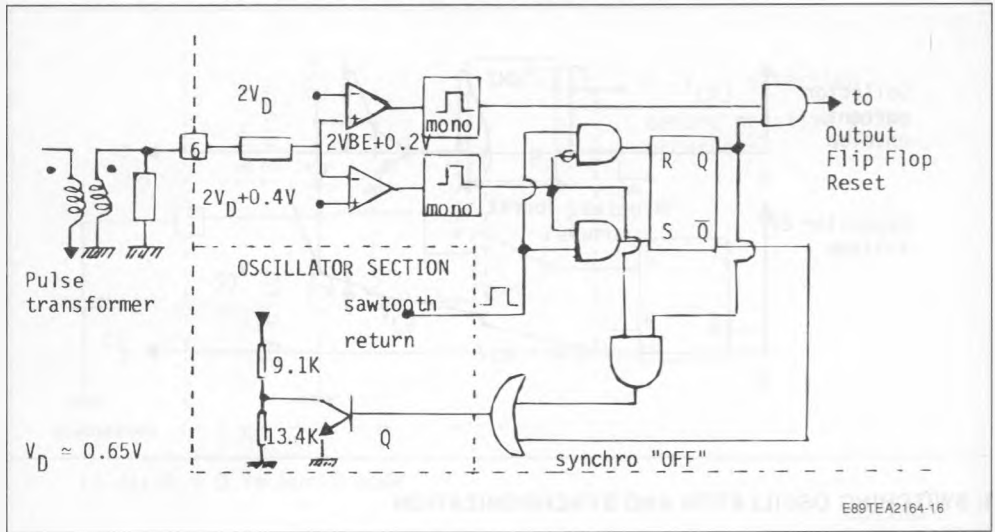 2V_D
mono
to
Output
Flip Flop
Reset
6
2VBE+0.2V
R Q
2V_D+0.4V
mono
S Q̅
Pulse
transformer
OSCILLATOR SECTION
sawtooth
return
9.1K
13.4K
Q
V_D ≃ 0.65V
synchro "OFF"
E89TEA2164-16